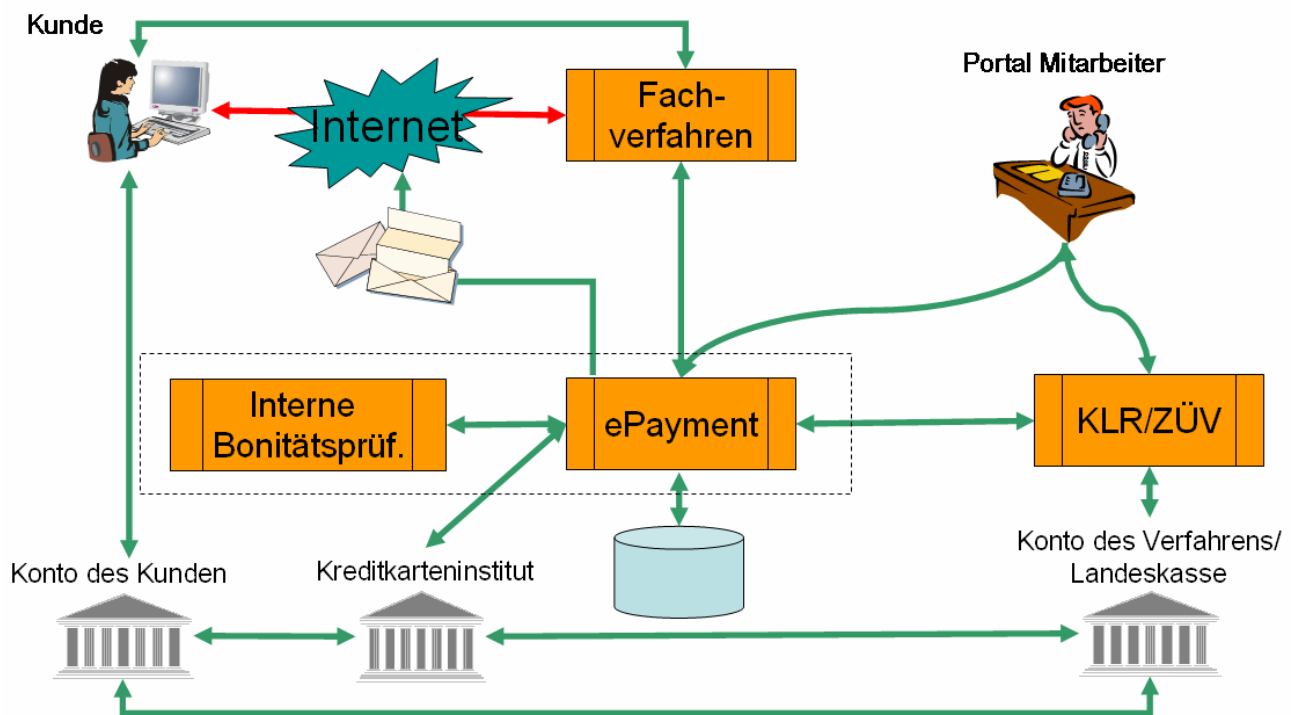 Kunde
Portal Mitarbeiter
Internet
Fach-
verfahren
Interne
Bonitätsprüf.
ePayment
KLR/ZÜV
Konto des Kunden
Kreditkarteninstitut
Konto des Verfahrens/
Landeskasse